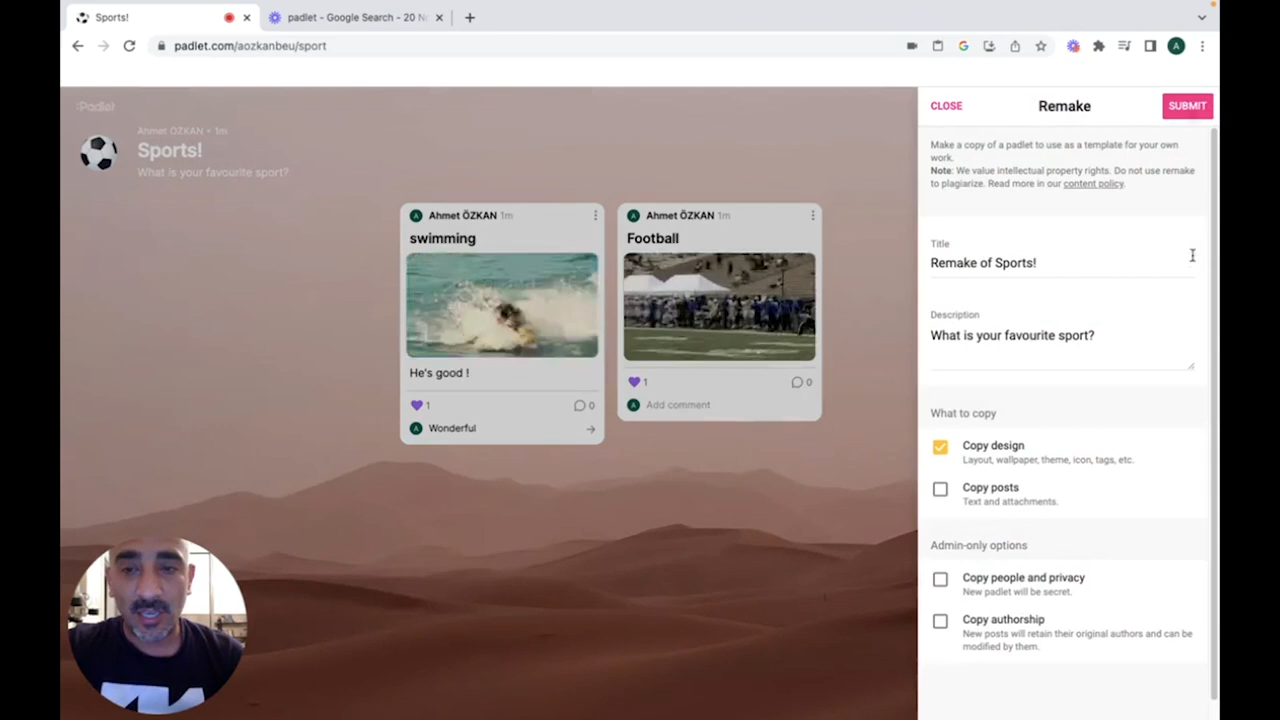 Sports!
padlet - Google Search - 20 No
padlet.com/aozkanbeu/sport
A
:Padlet
Ahmet ÖZKAN • 1m
Sports!
What is your favourite sport?
A Ahmet ÖZKAN 1m
swimming
He's good !
1
0
A Wonderful
A Ahmet ÖZKAN 1m
Football
1
0
A Add comment
CLOSE
Remake
SUBMIT
Make a copy of a padlet to use as a template for your own
work.
Note: We value intellectual property rights. Do not use remake
to plagiarize. Read more in our content policy.
Title
Remake of Sports!
Description
What is your favourite sport?
What to copy
Copy design
Layout, wallpaper, theme, icon, tags, etc.
Copy posts
Text and attachments.
Admin-only options
Copy people and privacy
New padlet will be secret.
Copy authorship
New posts will retain their original authors and can be
modified by them.